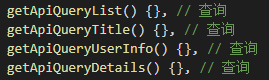 getApiQueryList() {}, // 查询
getApiQueryTitle() {}, // 查询
getApiQueryUserInfo() {}, // 查询
getApiQueryDetails() {}, // 查询